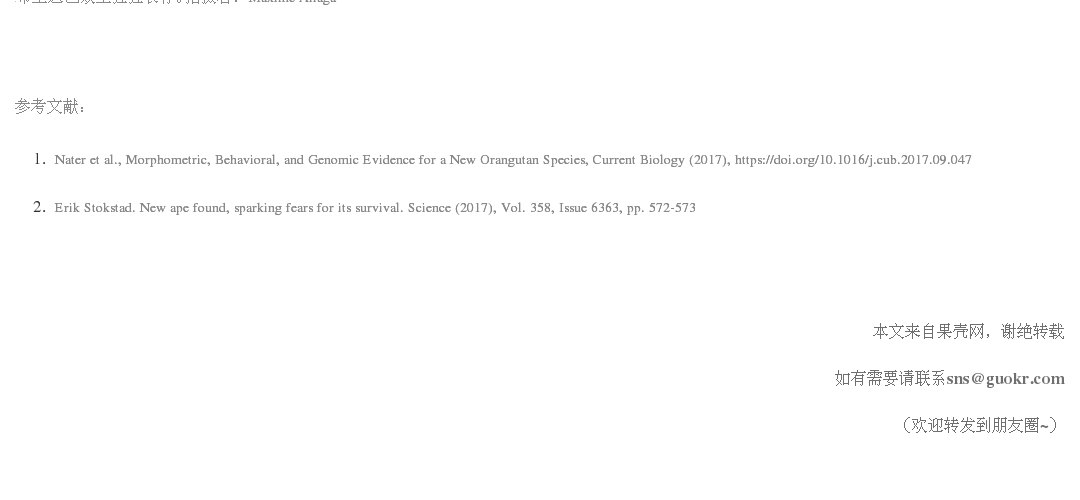 Maxime Aliaga
参考文献：
1. Nater et al., Morphometric, Behavioral, and Genomic Evidence for a New Orangutan Species, Current Biology (2017), https://doi.org/10.1016/j.cub.2017.09.047
2. Erik Stokstad. New ape found, sparking fears for its survival. Science (2017), Vol. 358, Issue 6363, pp. 572-573
本文来自果壳网，谢绝转载
如有需要请联系sns@guokr.com
（欢迎转发到朋友圈~）